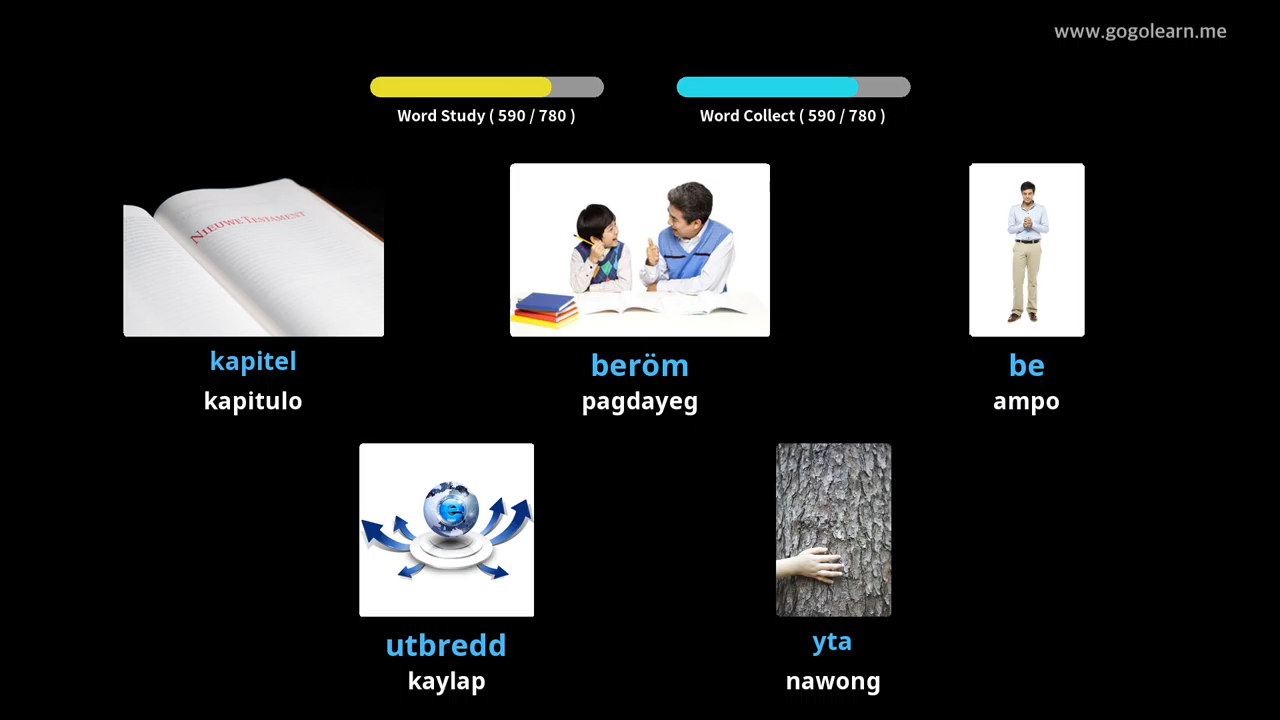 www.gogolearn.me
Word Study ( 590 / 780 )
Word Collect ( 590 / 780 )
NIEUWE TESTAMENT
kapitel
kapitulo
beröm
pagdayeg
be
ampo
e
utbredd
kaylap
yta
nawong